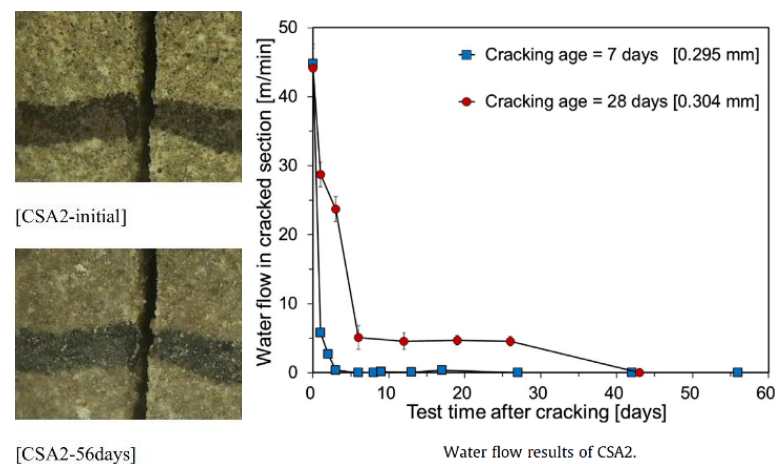 [CSA2-initial]
[CSA2-56days]
Water flow in cracked section [m/min]
50
40
30
20
10
0
Cracking age = 7 days [0.295 mm]
Cracking age = 28 days [0.304 mm]
0 10 20 30 40 50 60
Test time after cracking [days]
Water flow results of CSA2.